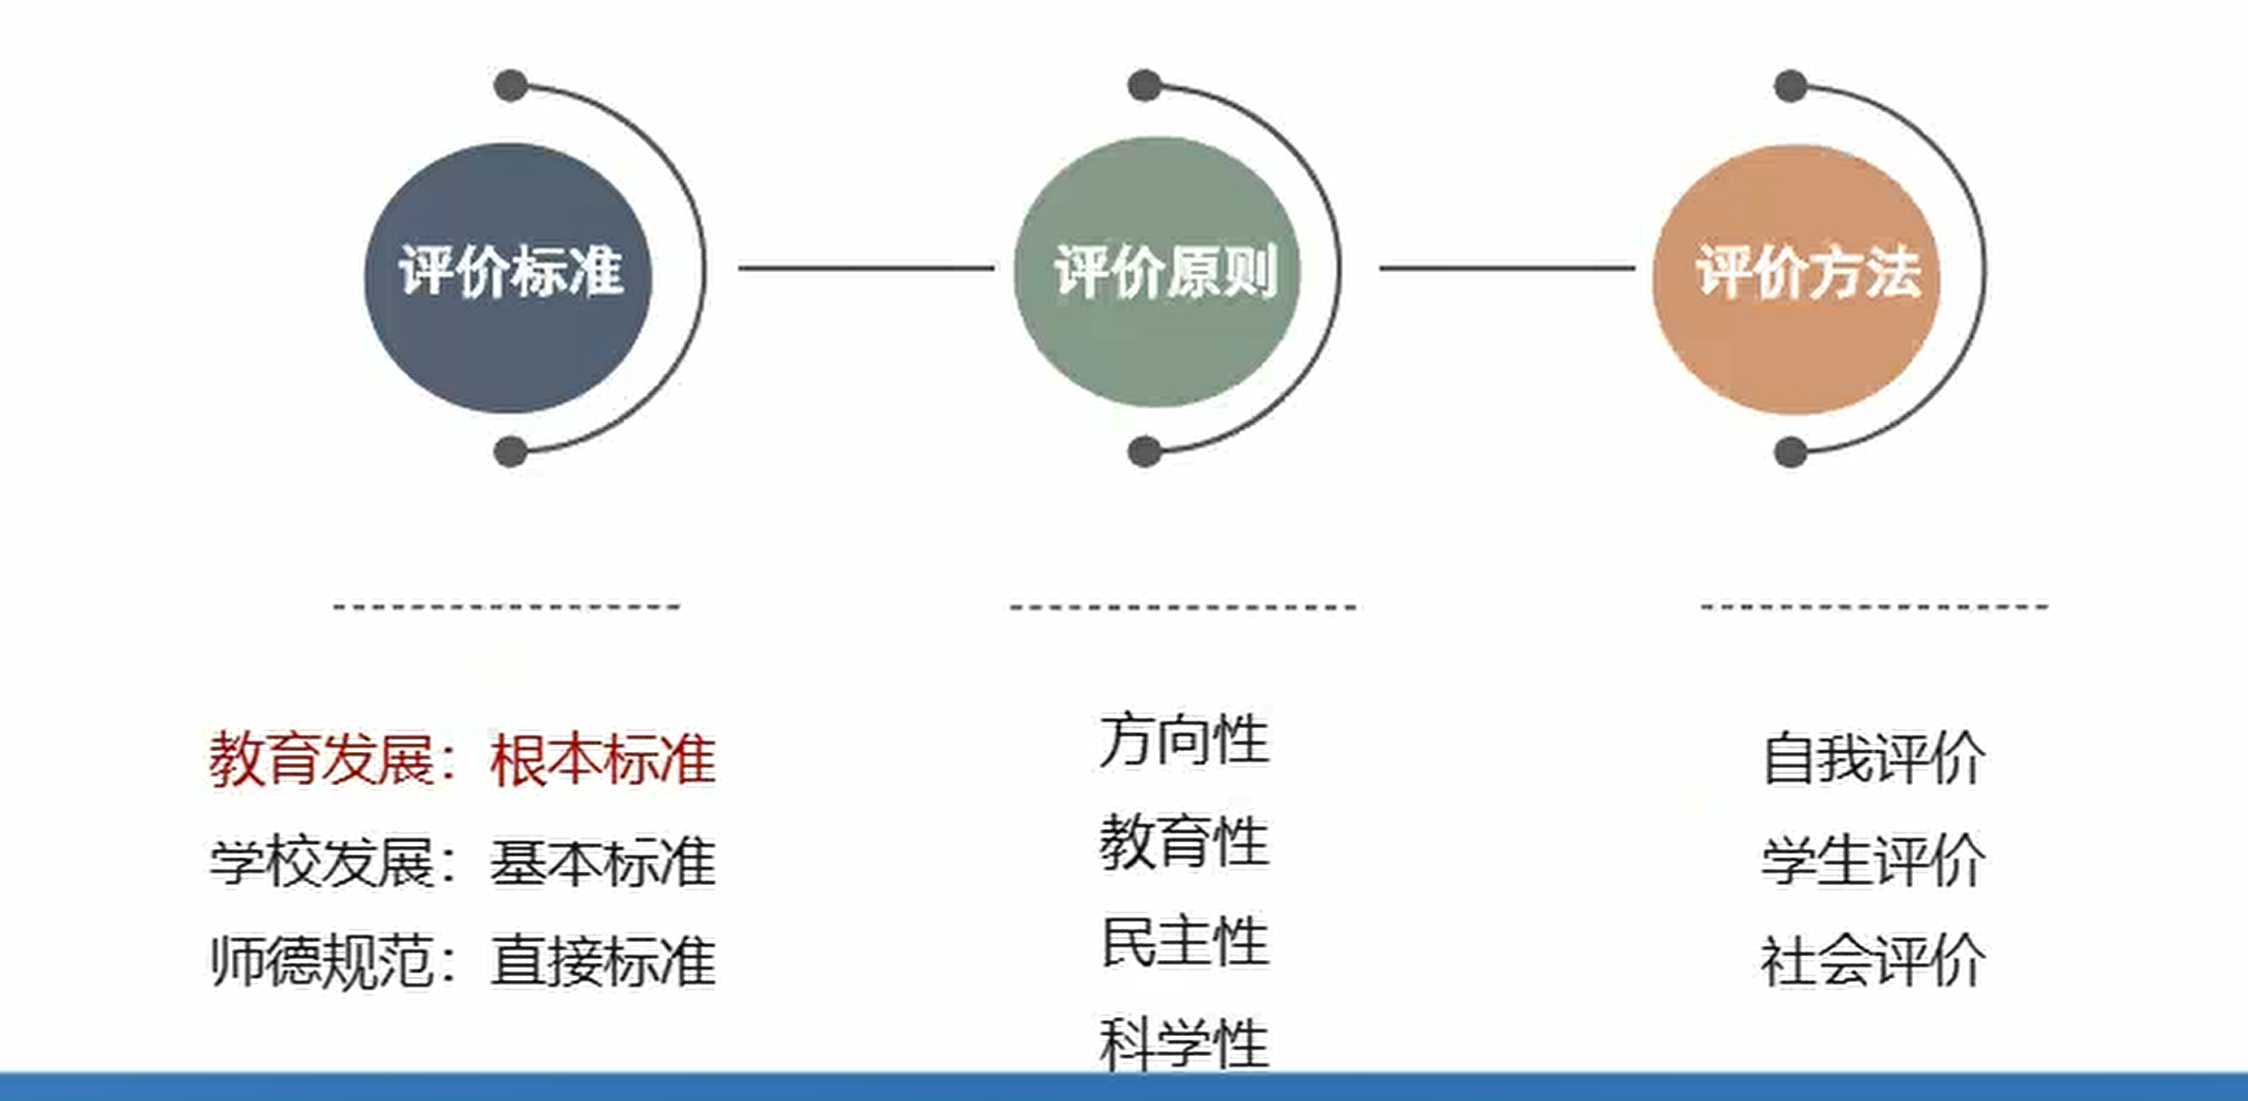 评价标准
评价原则
评价方法
教育发展：根本标准
学校发展：基本标准
师德规范：直接标准
方向性
教育性
民主性
科学性
自我评价
学生评价
社会评价